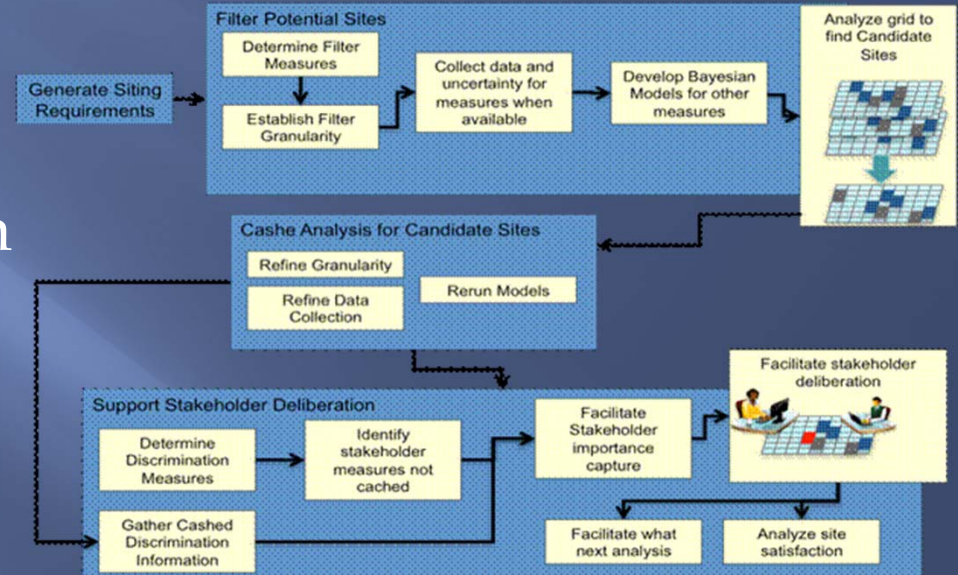 Filter Potential Sites
Determine Filter
Measures
Establish Filter
Granularity
Collect data and
uncertainty for
measures when
available
Develop Bayesian
Models for other
measures
Analyze grid to
find Candidate
Sites
Generate Siting
Requirements
n
Cashe Analysis for Candidate Sites
Refine Granularity
Refine Data
Collection
Rerun Models
Support Stakeholder Deliberation
Determine
Discrimination
Measures
Identify
stakeholder
measures not
cached
Gather Cashed
Discrimination
Information
Facilitate
Stakeholder
importance
capture
Facilitate stakeholder
deliberation
Facilitate what
next analysis
Analyze site
satisfaction